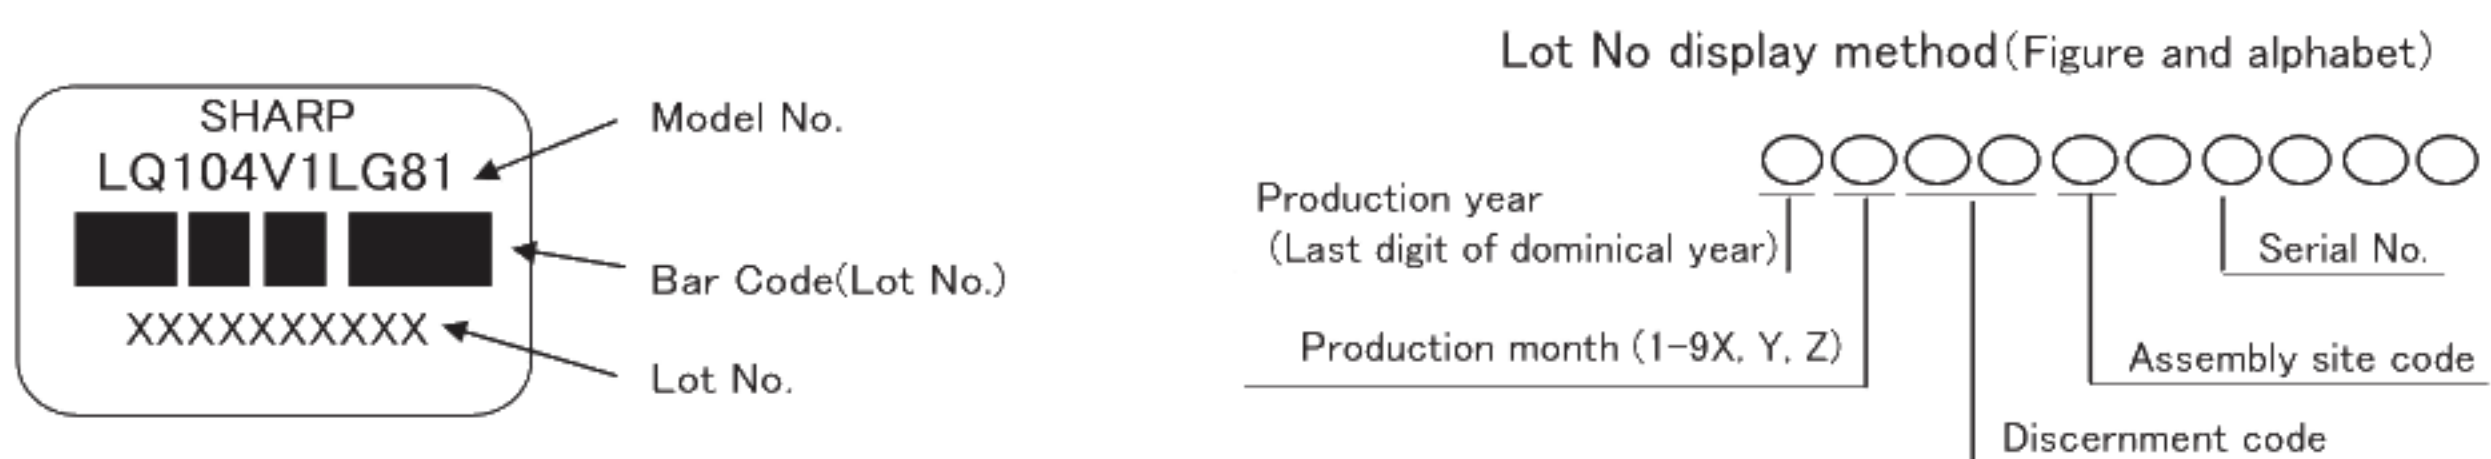 SHARP
LQ104V1LG81
XXXXXXXXXX
Model No.
Bar Code(Lot No.)
Lot No.
Lot No display method(Figure and alphabet)
Production year
(Last digit of dominical year)
Serial No.
Production month (1-9X, Y, Z)
Assembly site code
Discernment code